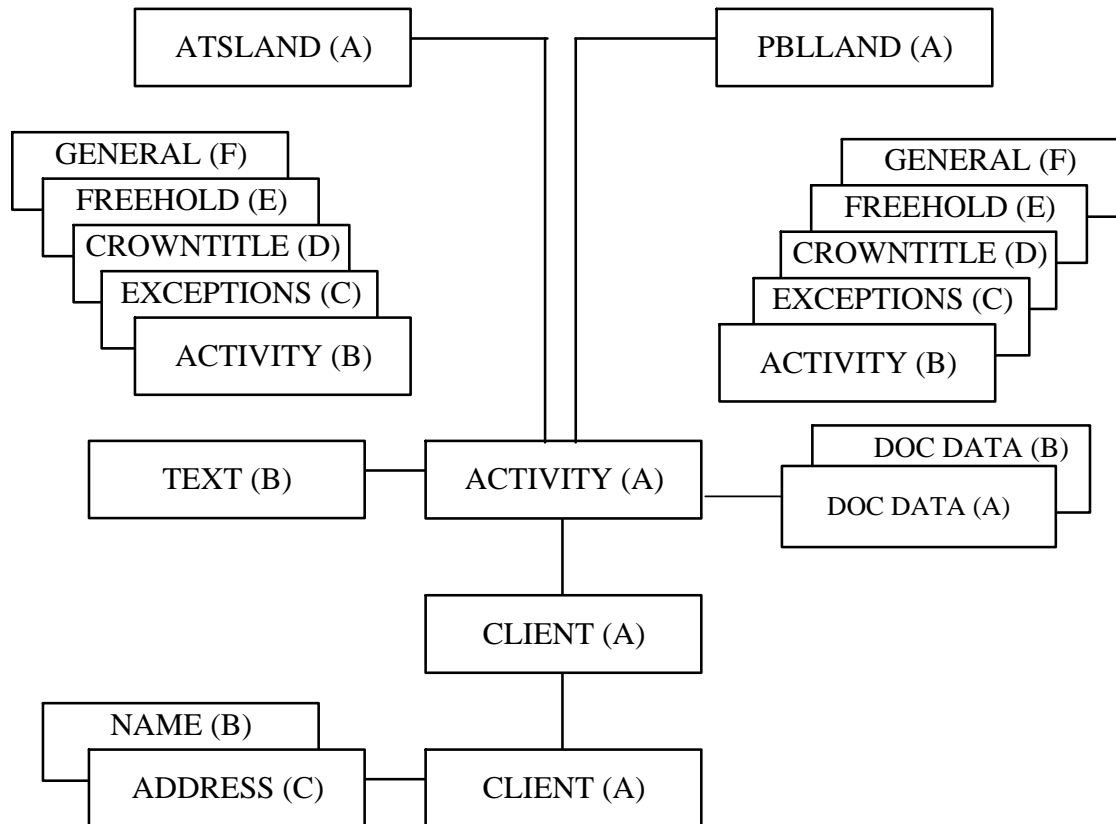 ATSLAND (A)
PBLLAND (A)
GENERAL (F)
FREEHOLD (E)
CROWNTITLE (D)
EXCEPTIONS (C)
ACTIVITY (B)
GENERAL (F)
FREEHOLD (E)
CROWNTITLE (D)
EXCEPTIONS (C)
ACTIVITY (B)
TEXT (B)
ACTIVITY (A)
DOC DATA (B)
DOC DATA (A)
CLIENT (A)
NAME (B)
ADDRESS (C)
CLIENT (A)